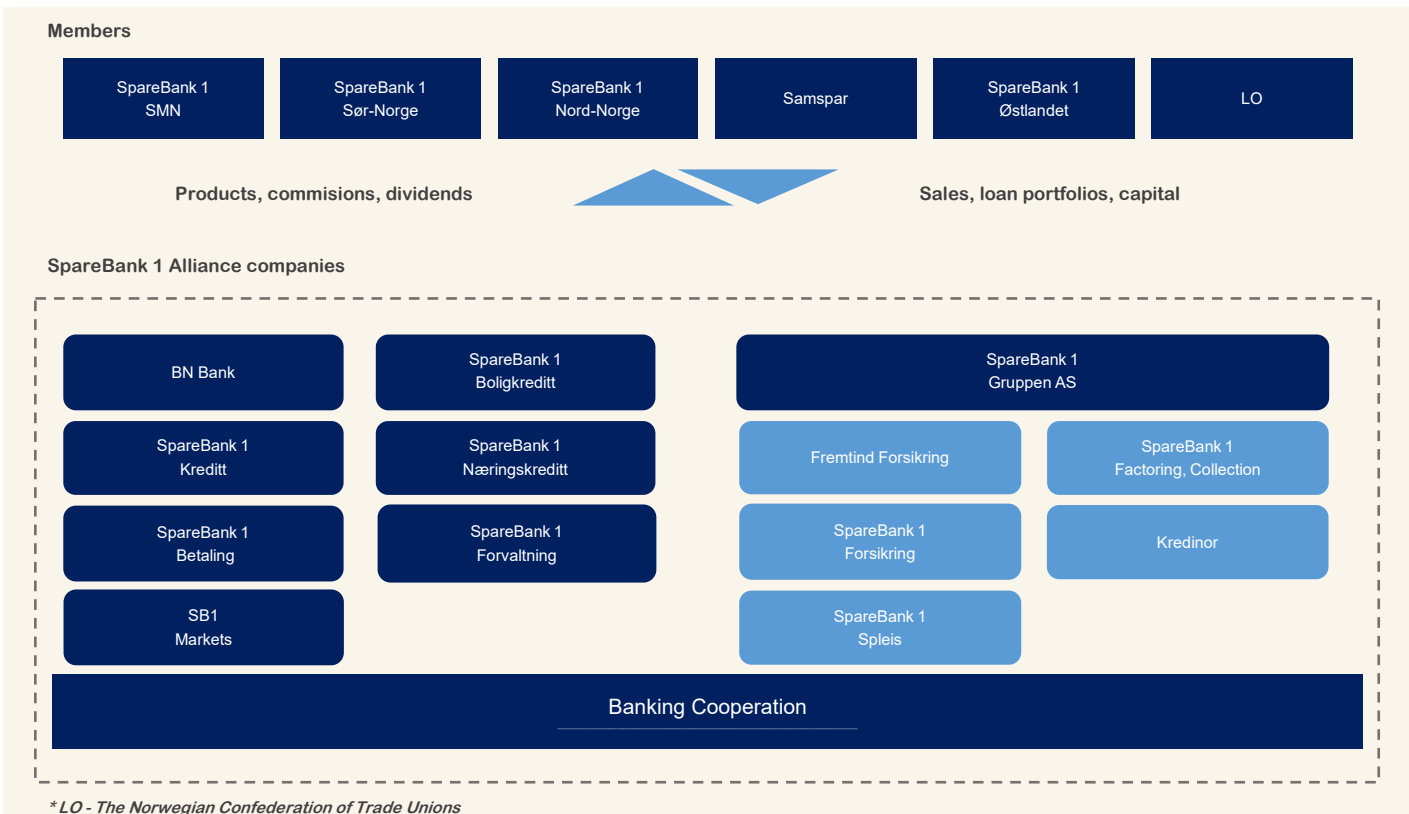 Members
SpareBank 1
SMN
SpareBank 1
Sør-Norge
SpareBank 1
Nord-Norge
Samspar
SpareBank 1
Østlandet
LO
Products, commisions, dividends
Sales, loan portfolios, capital
SpareBank 1 Alliance companies
BN Bank
SpareBank 1
Boligkreditt
SpareBank 1
Gruppen AS
SpareBank 1
Kreditt
SpareBank 1
Næringskreditt
Fremtind Forsikring
SpareBank 1
Factoring, Collection
SpareBank 1
Betaling
SpareBank 1
Forvaltning
SpareBank 1
Forsikring
Kredinor
SB1
Markets
SpareBank 1
Spleis
Banking Cooperation
* LO - The Norwegian Confederation of Trade Unions